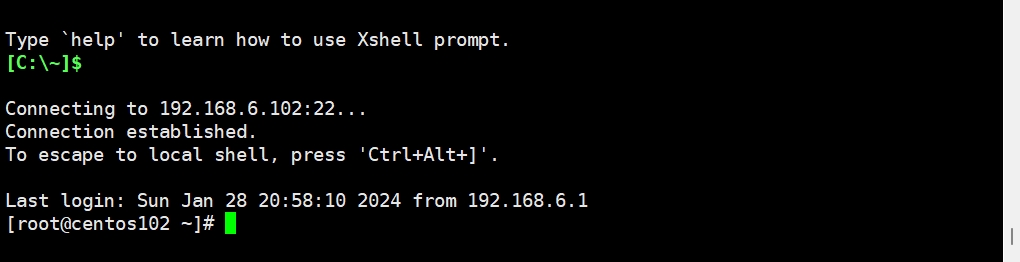 Type `help' to learn how to use Xshell prompt.
[C:\~]$
Connecting to 192.168.6.102:22...
Connection established.
To escape to local shell, press 'Ctrl+Alt+]'.
Last login: Sun Jan 28 20:58:10 2024 from 192.168.6.1
[root@centos102 ~]#